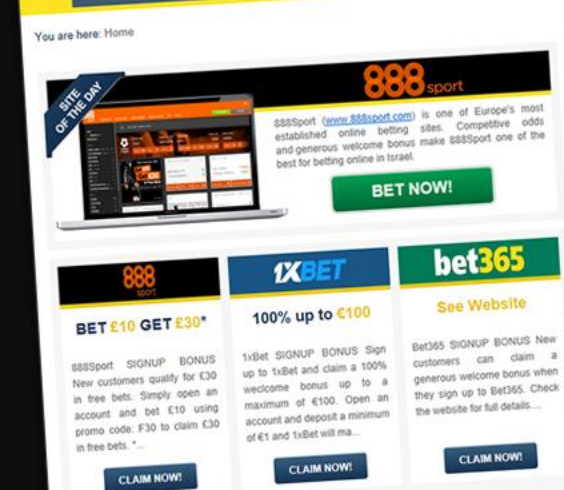 You are here: Home
SITE
OF THE DAY
888sport
888Sport (www.888sport.com) is one of Europe's most
established online betting sites. Competitive odds
and generous welcome bonus make 888Sport one of the
best for betting online in Israel.
BET NOW!
888
sport
BET £10 GET £30*
888Sport SIGNUP BONUS
New customers qualify for £30
in free bets. Simply open an
account and bet £10 using
promo code: F30 to claim £30
in free bets. *...
CLAIM NOW!
1XBET
100% up to €100
1xBet SIGNUP BONUS Sign
up to 1xBet and claim a 100%
weclome bonus up to a
maximum of €100. Open an
account and deposit a minimum
of €1 and 1xBet will ma...
CLAIM NOW!
bet365
See Website
Bet365 SIGNUP BONUS New
customers can claim a
generous welcome bonus when
they sign up to Bet365. Check
the website for full details....
CLAIM NOW!